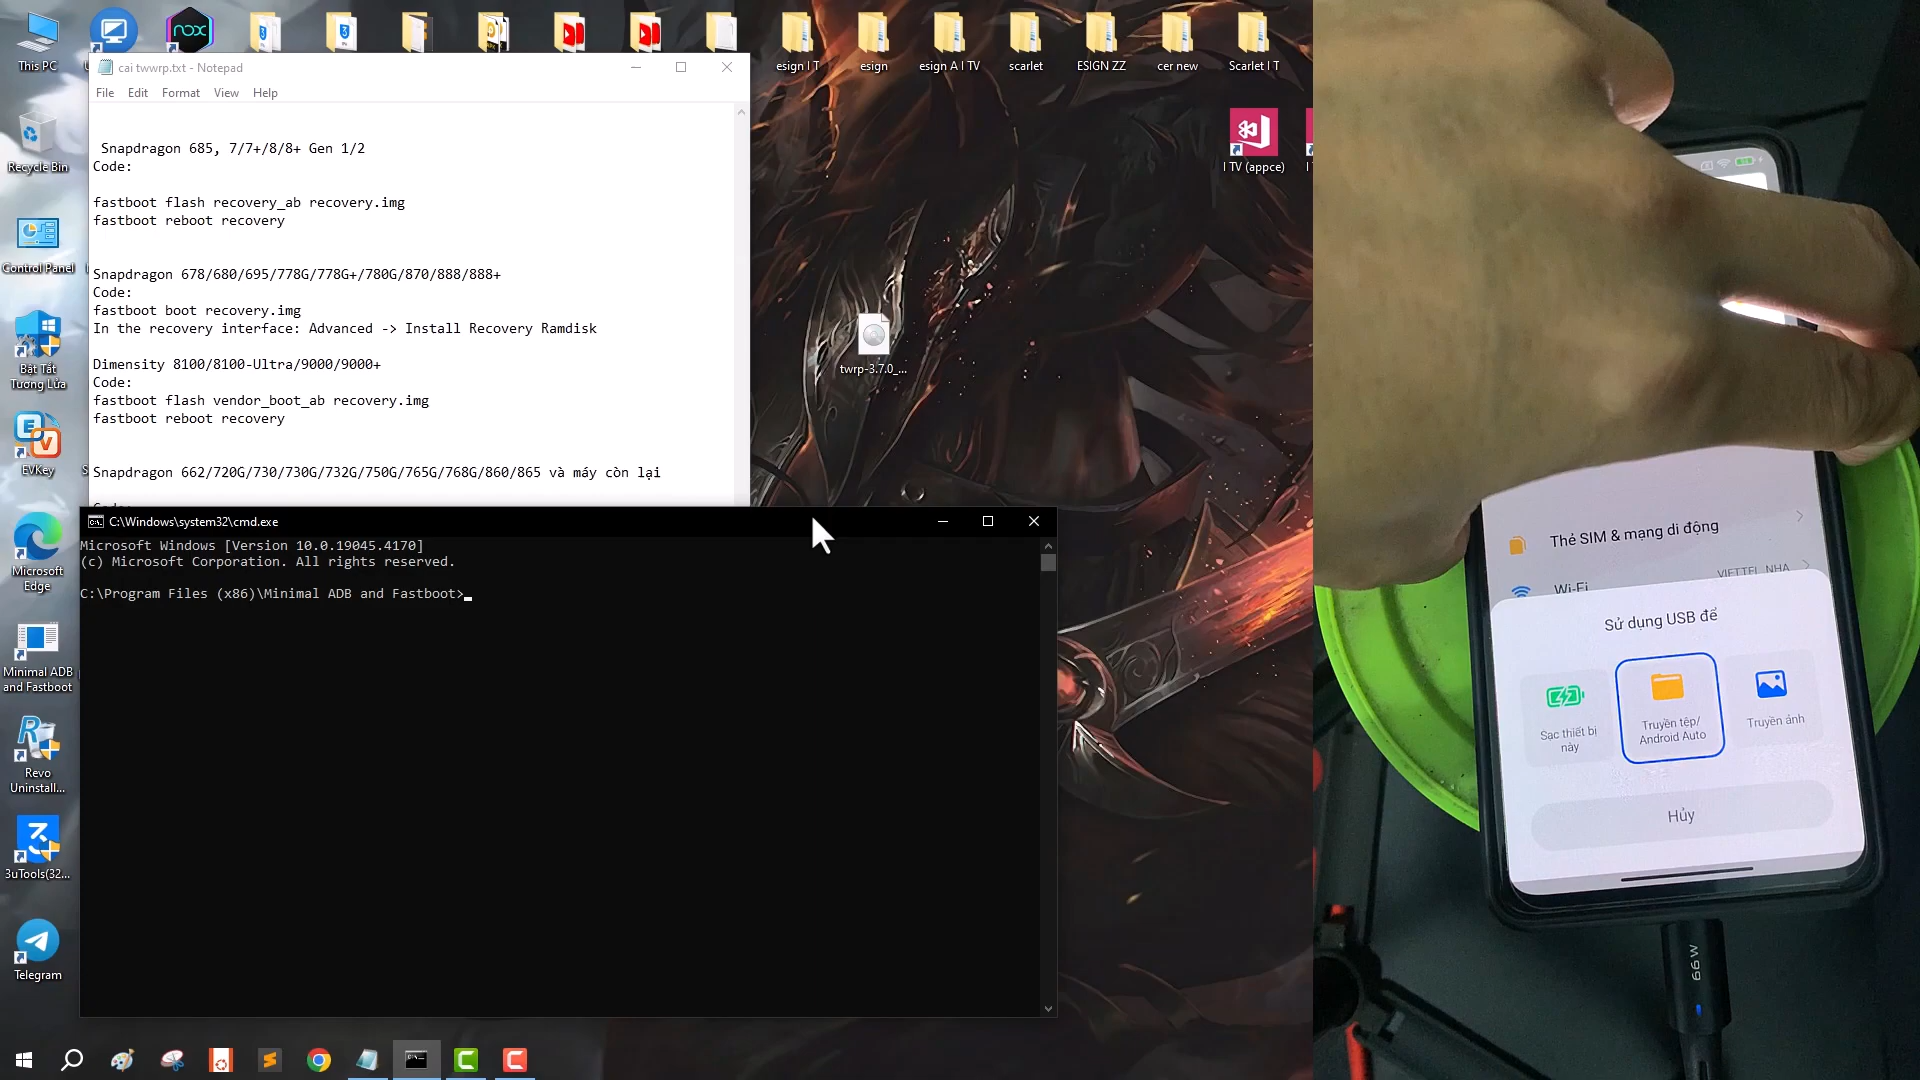 This PC
nox
esign I T
esign
esign A I TV
scarlet
ESIGN ZZ
cer new
Scarlet I T
cai twwrp.txt - Notepad
File Edit Format View Help
Snapdragon 685, 7/7+/8/8+ Gen 1/2
Code:
fastboot flash recovery_ab recovery.img
fastboot reboot recovery
Snapdragon 678/680/695/778G/778G+/780G/870/888/888+
Code:
fastboot boot recovery.img
In the recovery interface: Advanced -> Install Recovery Ramdisk
Dimensity 8100/8100-Ultra/9000/9000+
Code:
fastboot flash vendor_boot_ab recovery.img
fastboot reboot recovery
Snapdragon 662/720G/730/730G/732G/750G/765G/768G/860/865 và máy còn lại
Recycle Bin
Control Panel
Bật Tắt
Tương Lửa
EVKey
Microsoft
Edge
Minimal ADB
and Fastboot
Revo
Uninstall...
3uTools(32...
Telegram
I TV (appce)
twrp-3.7.0_...
C:\Windows\system32\cmd.exe
Microsoft Windows [Version 10.0.19045.4170]
(c) Microsoft Corporation. All rights reserved.
C:\Program Files (x86)\Minimal ADB and Fastboot>
Thẻ SIM & mạng di động
Wi-Fi
VIETTEL_NHA
Sử dụng USB để
Sạc thiết bị
này
Truyền tệp/
Android Auto
Truyền ảnh
Hủy
66W